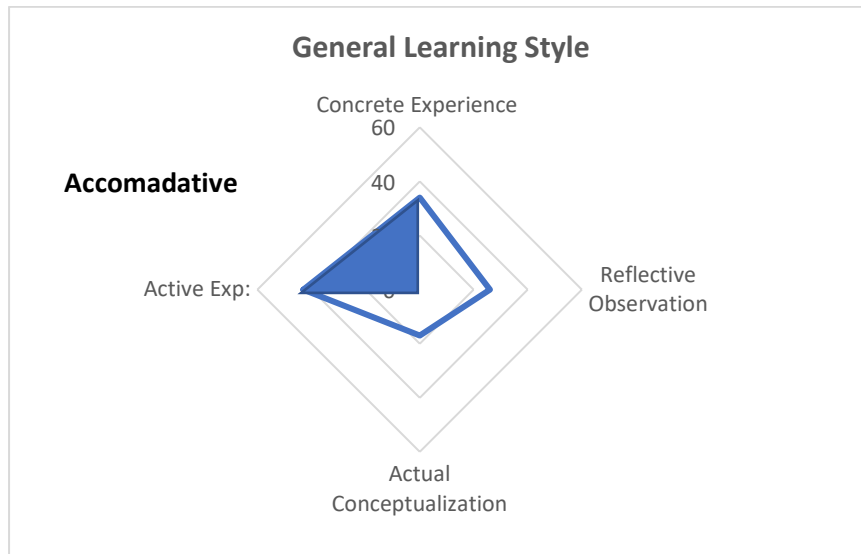 General Learning Style
Concrete Experience
60
Accomadative
40
Active Exp:
Reflective
Observation
Actual
Conceptualization